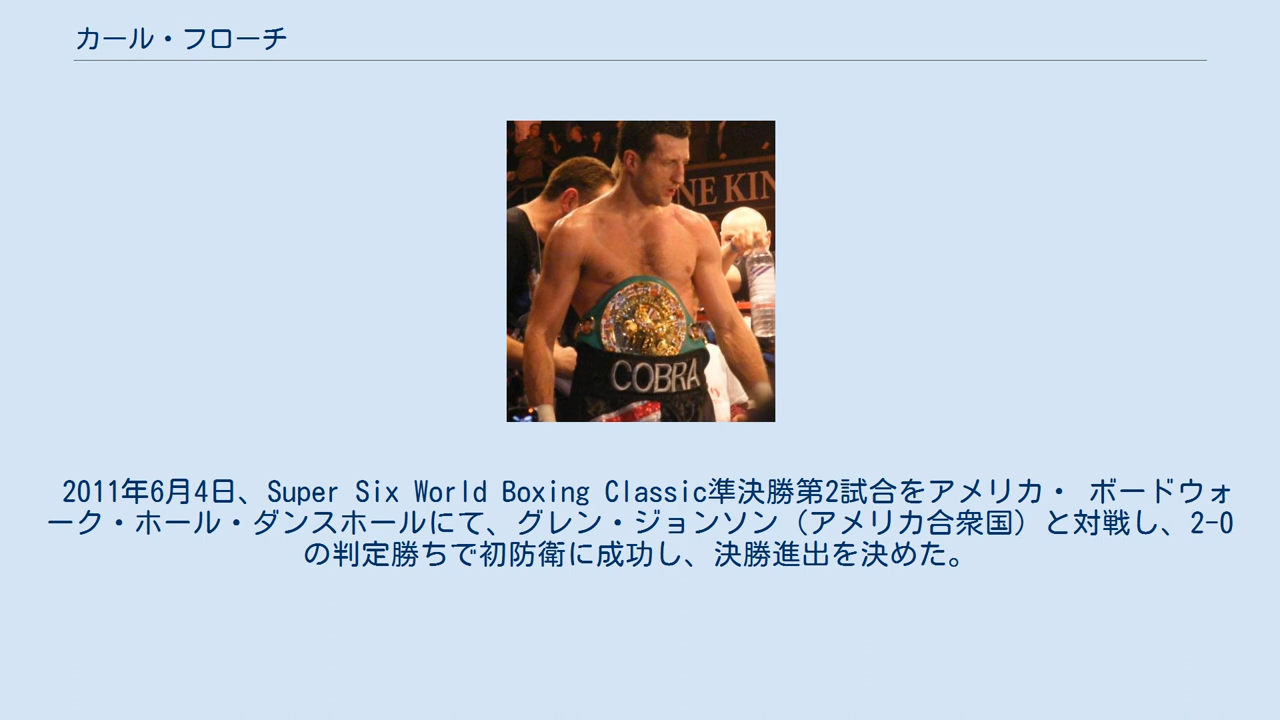 カール・フローチ
NE KIN
COBRA
2011年6月4日、Super Six World Boxing Classic準決勝第2試合をアメリカ・ ボードウォ
ーク・ホール・ダンスホールにて、グレン・ジョンソン（アメリカ合衆国）と対戦し、2-0
の判定勝ちで初防衛に成功し、決勝進出を決めた。